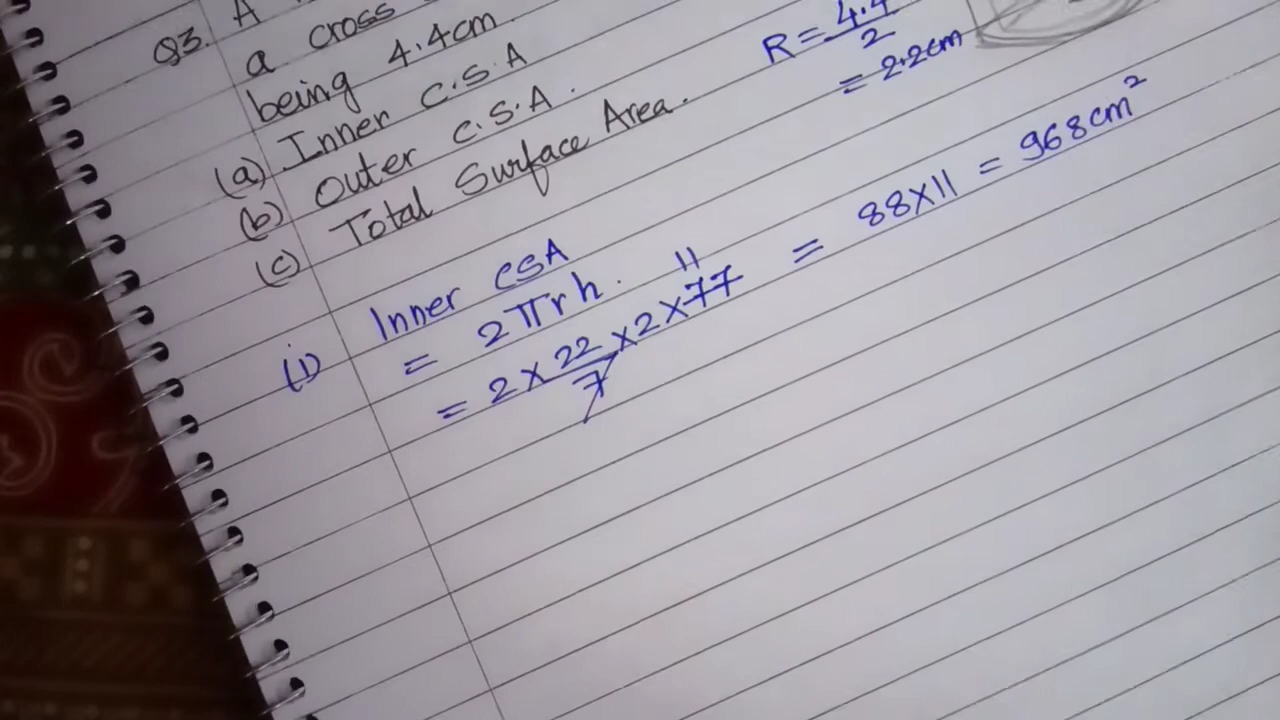 Q3. A
a cross
being 4.4cm.
(a) Inner C.S.A
(b) Outer C.S.A.
(c) Total Surface Area.
R = 4.4/2
= 2.2cm
(i) Inner CSA
= 2πrh.
= 2 × 22/7 × 2 × 77 11 = 88×11 = 968cm²